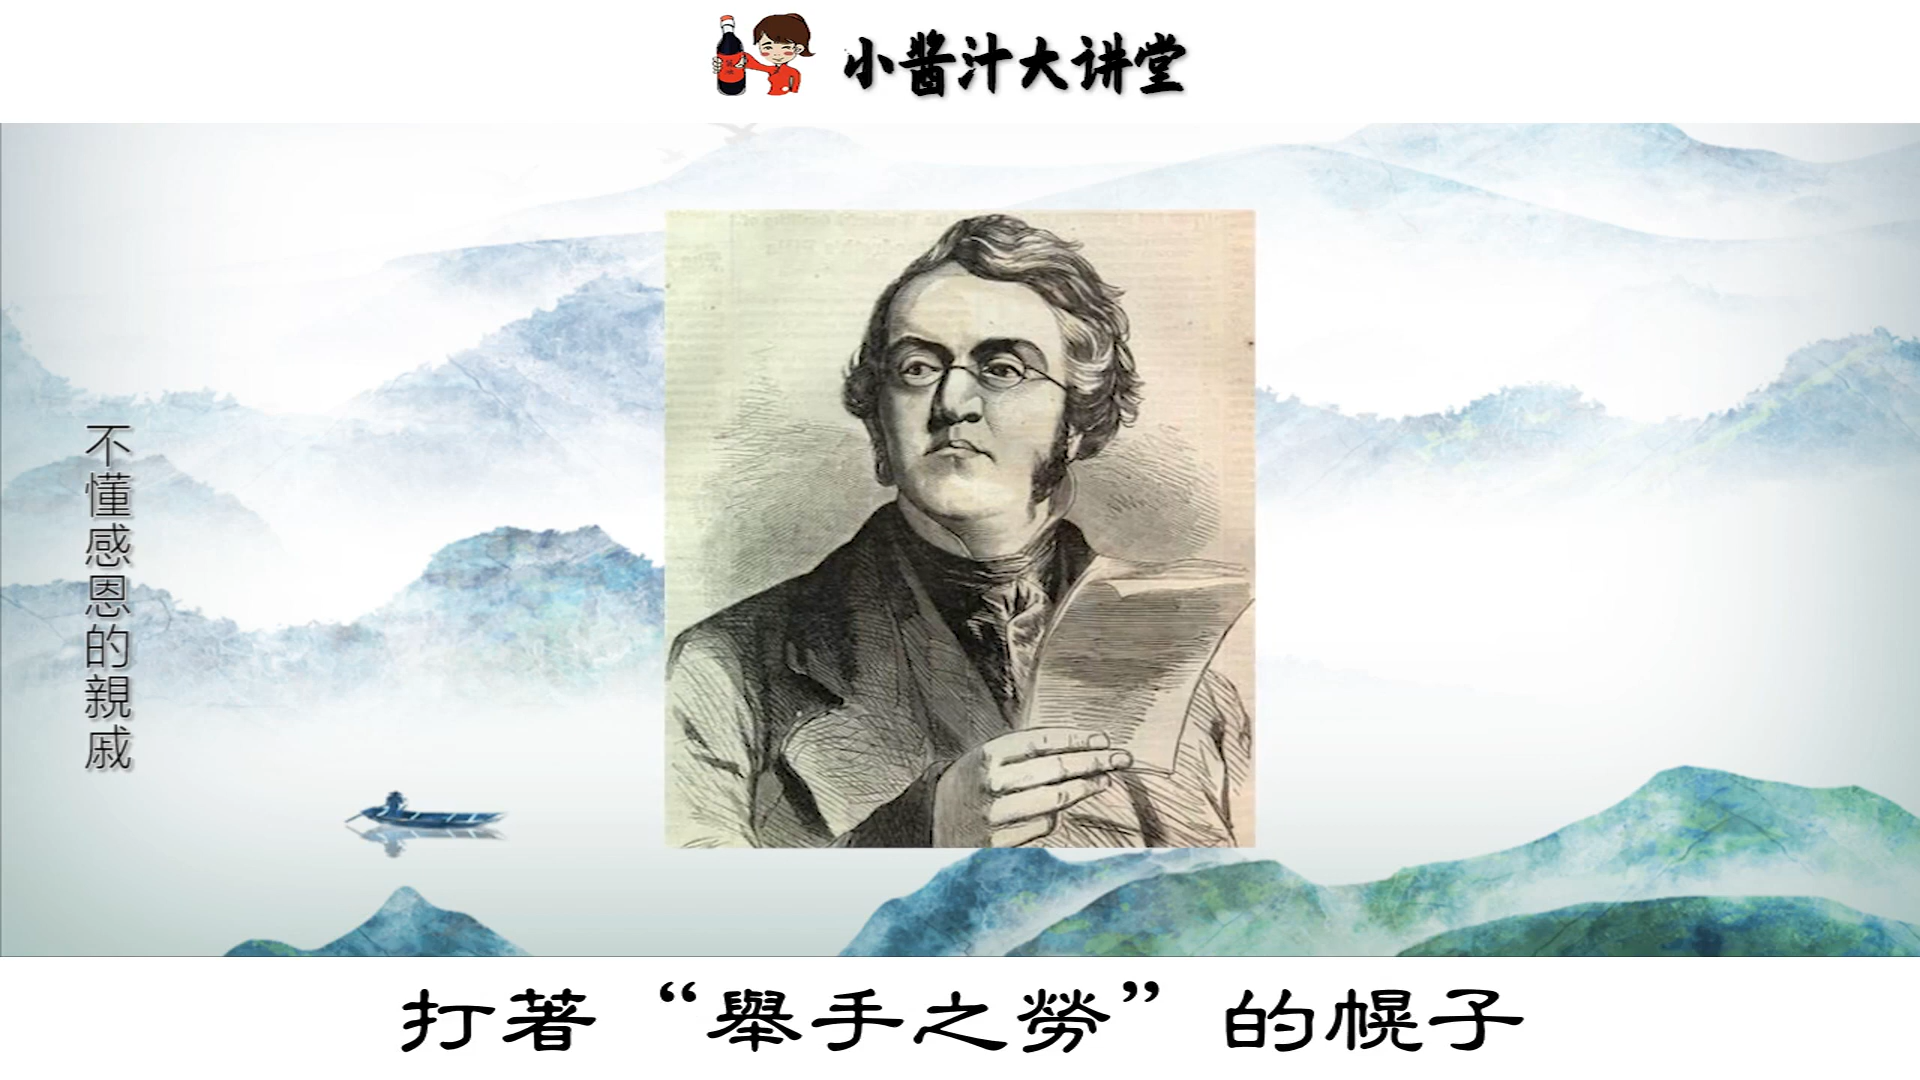 小酱汁大讲堂
不懂感恩的親戚
打著“舉手之勞”的幌子